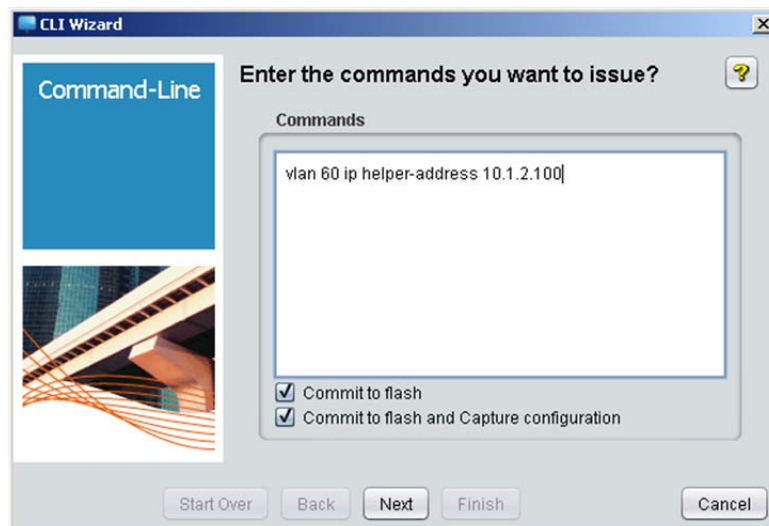 CLI Wizard
Command-Line
Enter the commands you want to issue?
?
Commands
vlan 60 ip helper-address 10.1.2.100
Commit to flash
Commit to flash and Capture configuration
Start Over
Back
Next
Finish
Cancel